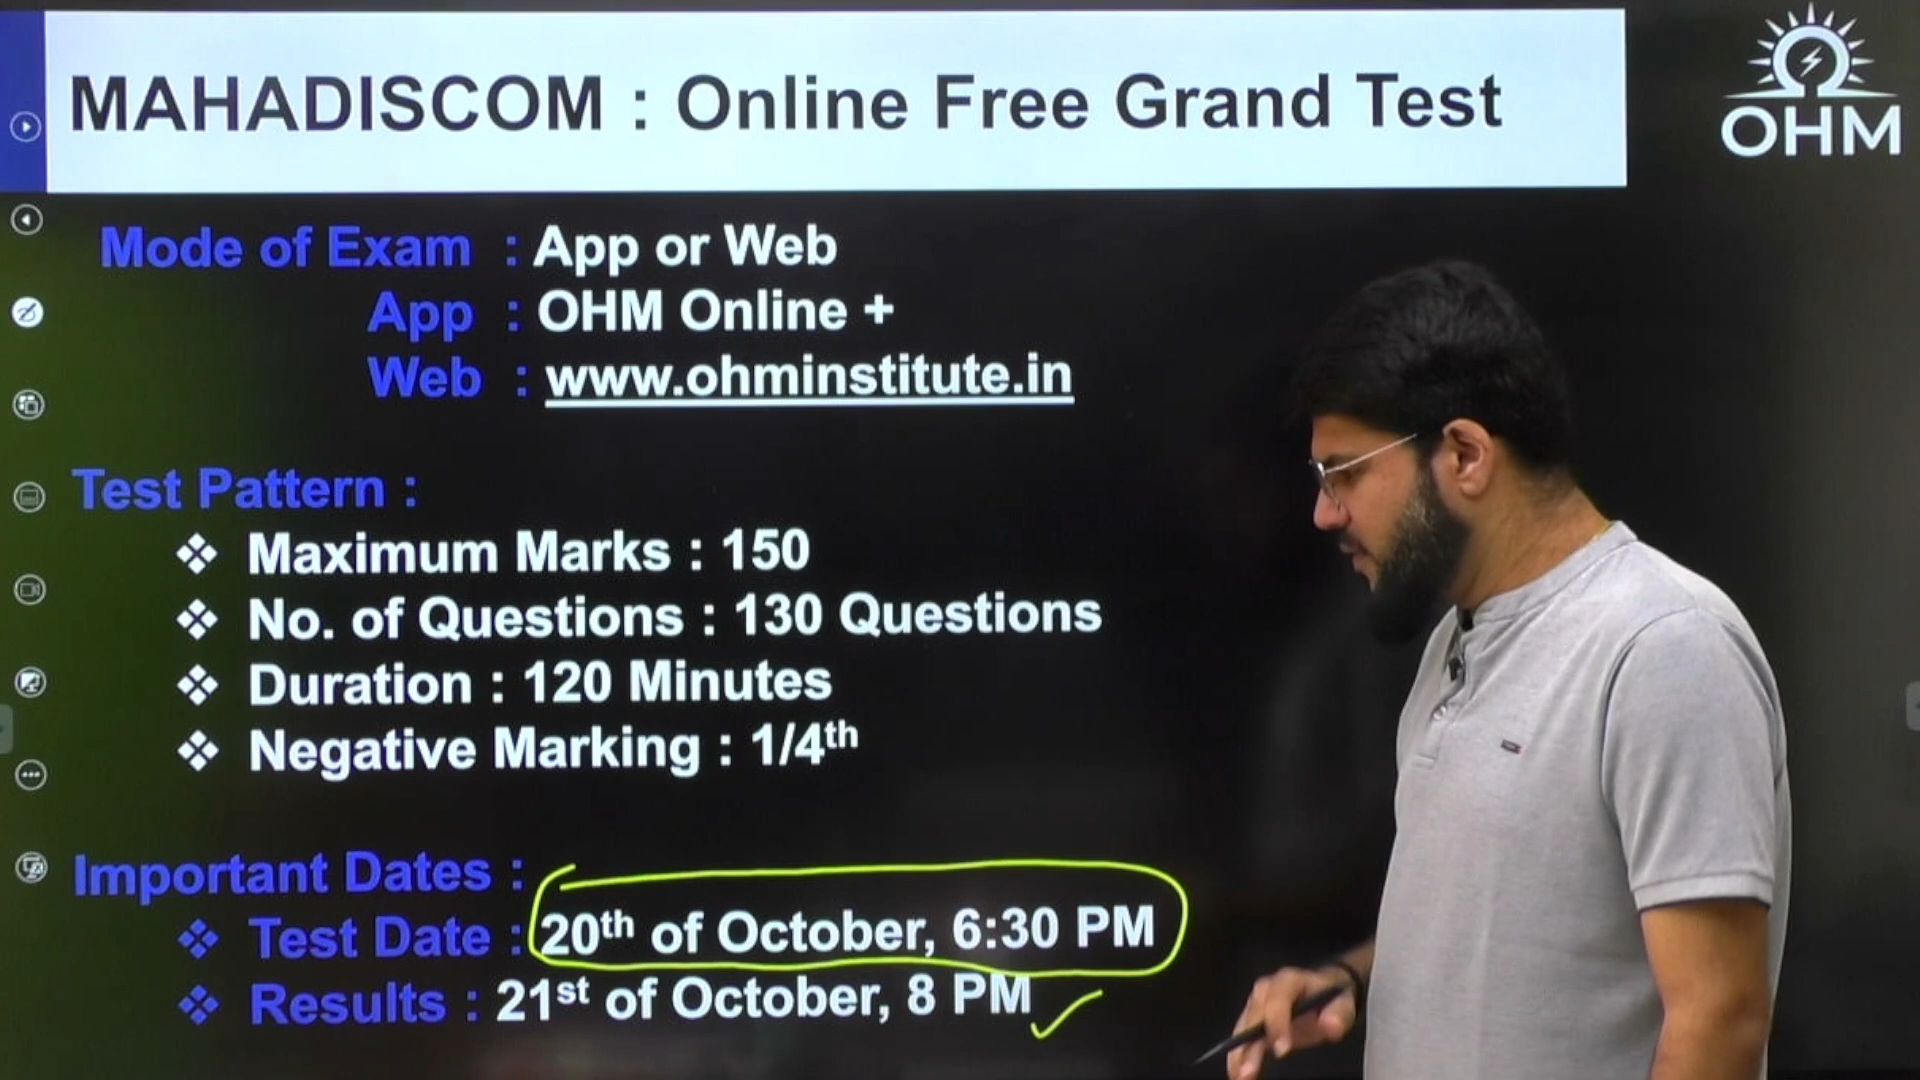 MAHADISCOM : Online Free Grand Test
OHM
Mode of Exam : App or Web
App : OHM Online +
Web : www.ohminstitute.in
Test Pattern :
❖ Maximum Marks : 150
❖ No. of Questions : 130 Questions
❖ Duration : 120 Minutes
❖ Negative Marking : 1/4th
Important Dates :
❖ Test Date : 20th of October, 6:30 PM
❖ Results : 21st of October, 8 PM